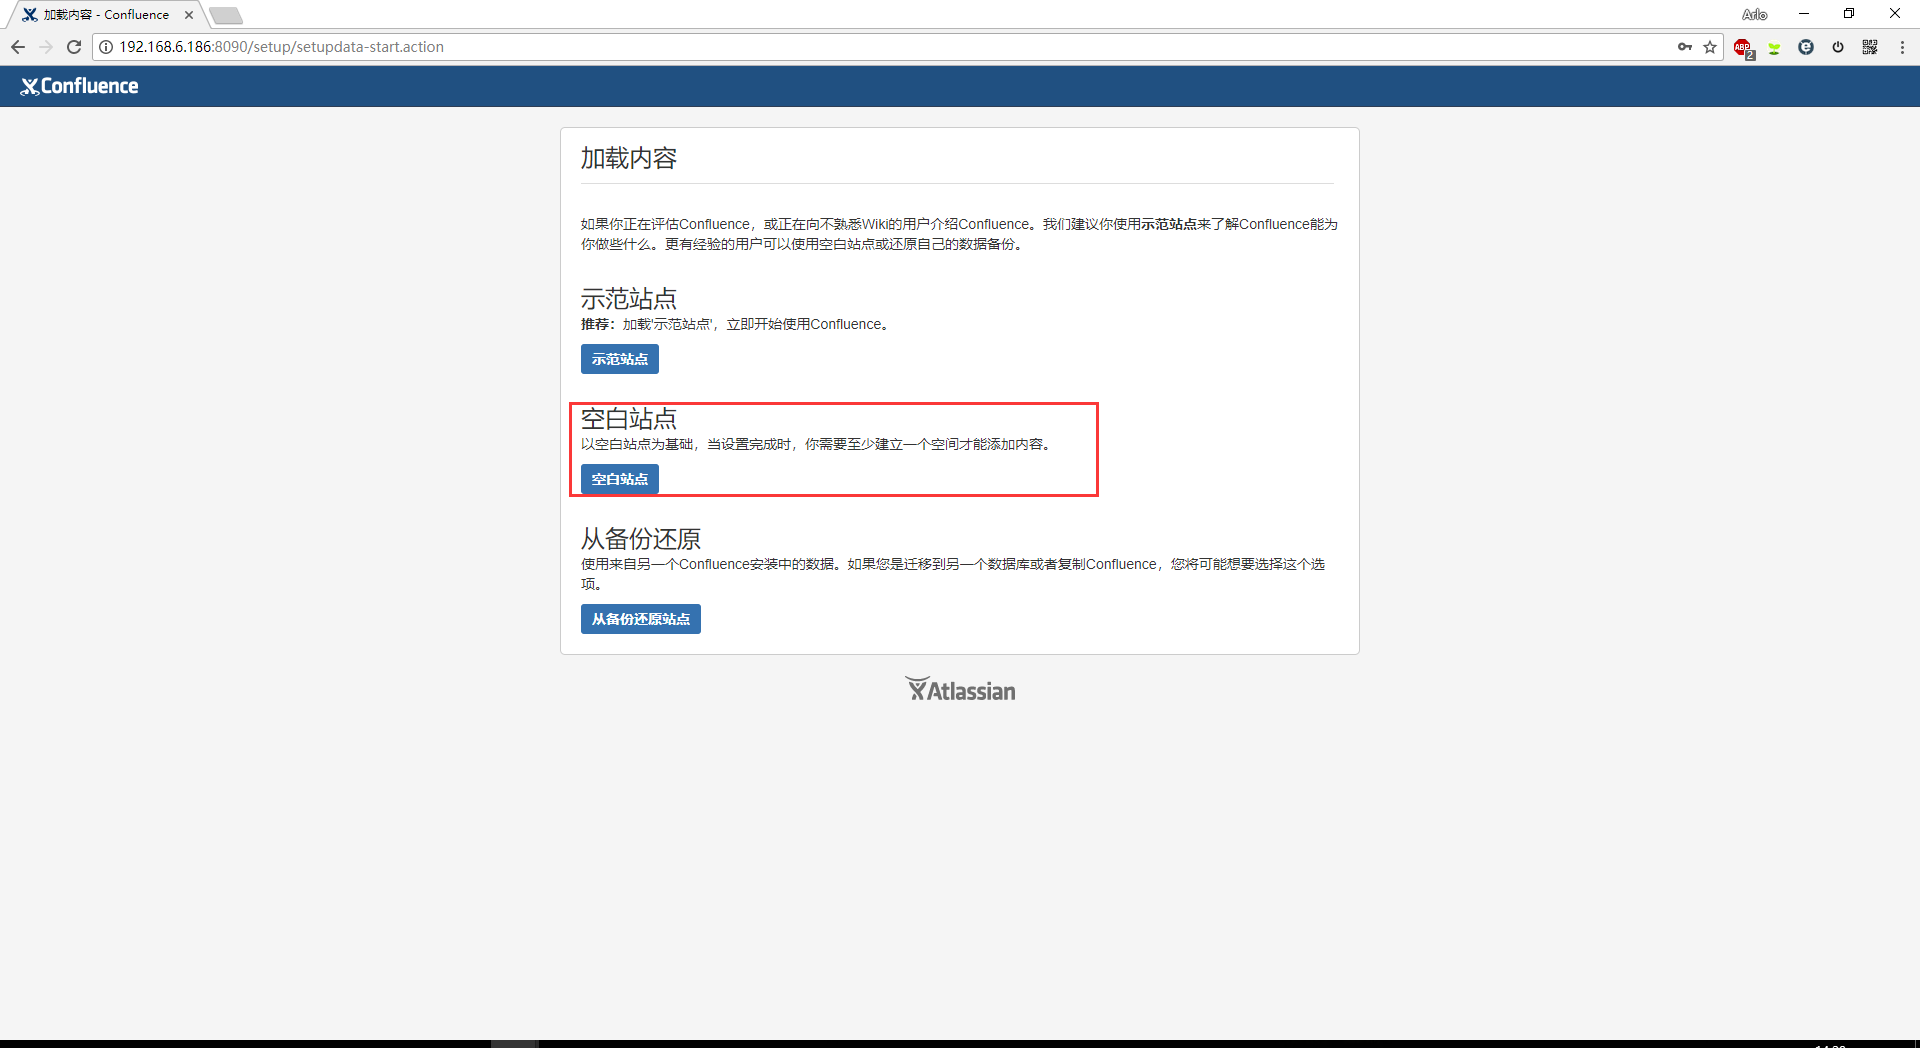 加载内容 - Confluence
Arlo
192.168.6.186:8090/setup/setupdata-start.action
ABP
2
Confluence
加载内容
如果你正在评估Confluence，或正在向不熟悉Wiki的用户介绍Confluence。我们建议你使用示范站点来了解Confluence能为
你做些什么。更有经验的用户可以使用空白站点或还原自己的数据备份。
示范站点
推荐：加载'示范站点'，立即开始使用Confluence。
示范站点
空白站点
以空白站点为基础，当设置完成时，你需要至少建立一个空间才能添加内容。
空白站点
从备份还原
使用来自另一个Confluence安装中的数据。如果您是迁移到另一个数据库或者复制Confluence，您将可能想要选择这个选
项。
从备份还原站点
Atlassian